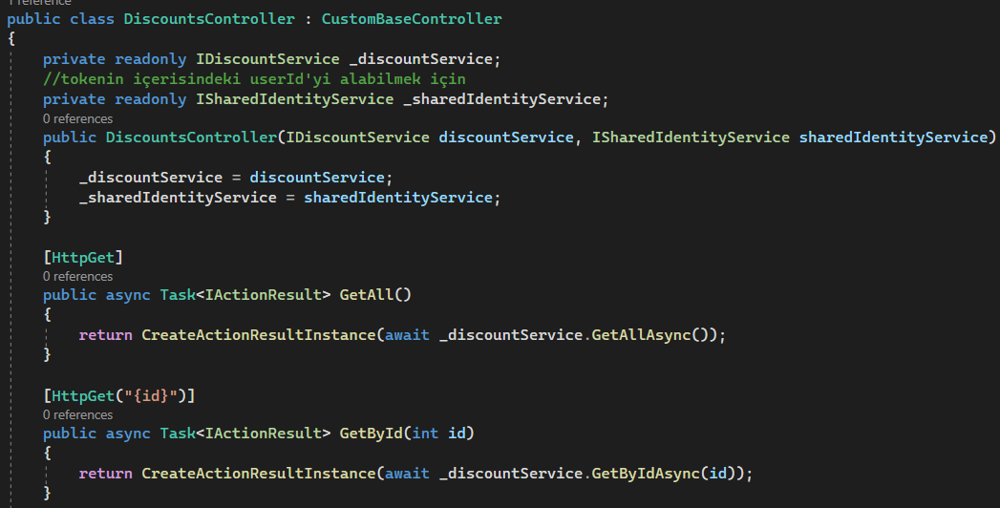 1 reference
public class DiscountsController : CustomBaseController
{
private readonly IDiscountService _discountService;
//tokenin içerisindeki userId'yi alabilmek için
private readonly ISharedIdentityService _sharedIdentityService;
0 references
public DiscountsController(IDiscountService discountService, ISharedIdentityService sharedIdentityService)
{
_discountService = discountService;
_sharedIdentityService = sharedIdentityService;
}
[HttpGet]
0 references
public async Task<IActionResult> GetAll()
{
return CreateActionResultInstance(await _discountService.GetAllAsync());
}
[HttpGet("{id}")]
0 references
public async Task<IActionResult> GetById(int id)
{
return CreateActionResultInstance(await _discountService.GetByIdAsync(id));
}